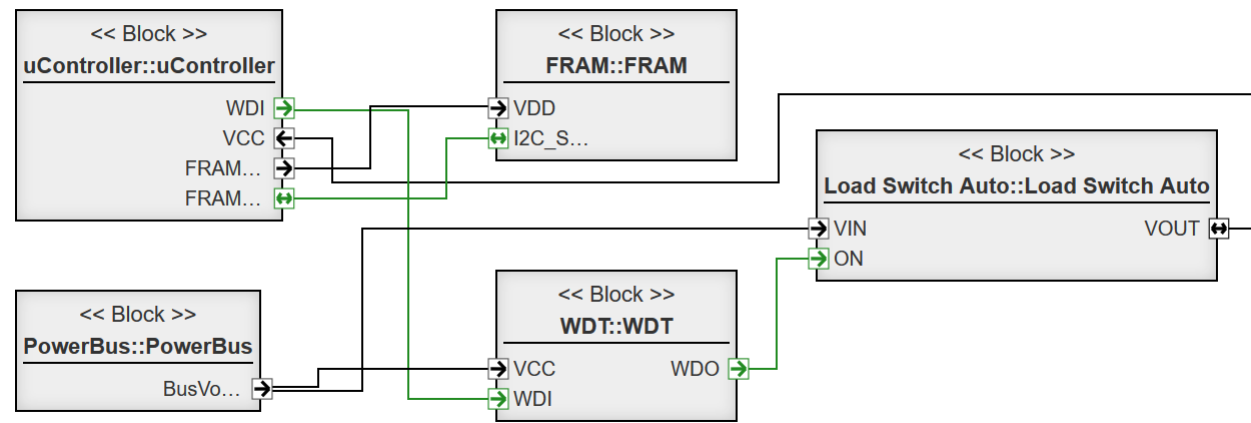 << Block >>
uController::uController
WDI
VCC
FRAM...
FRAM...
<< Block >>
FRAM::FRAM
VDD
I2C_S...
<< Block >>
Load Switch Auto::Load Switch Auto
VIN
VOUT
ON
<< Block >>
PowerBus::PowerBus
BusVo...
<< Block >>
WDT::WDT
VCC
WDO
WDI